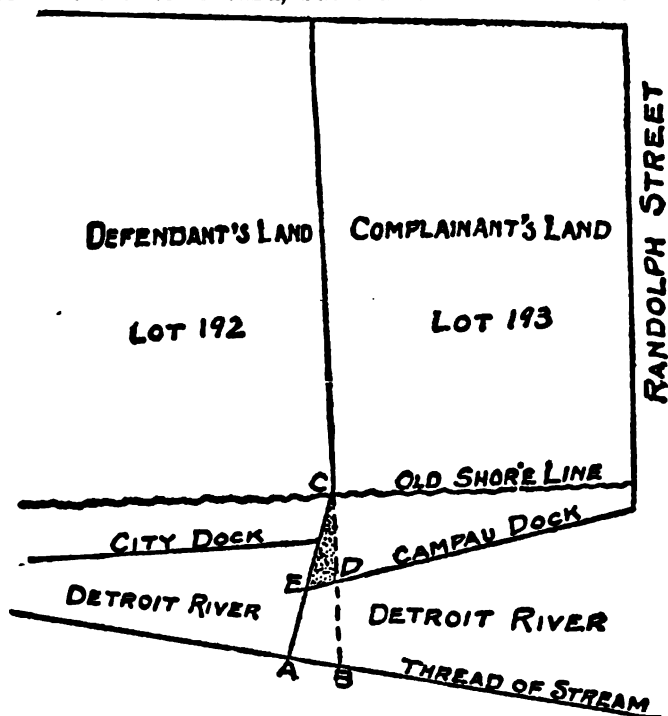 DEFENDANT'S LAND
COMPLAINANT'S LAND
LOT 192
LOT 193
RANDOLPH STREET
C
OLD SHORE LINE
CITY DOCK
CAMPAU DOCK
E
D
DETROIT RIVER
DETROIT RIVER
A
B
THREAD OF STREAM